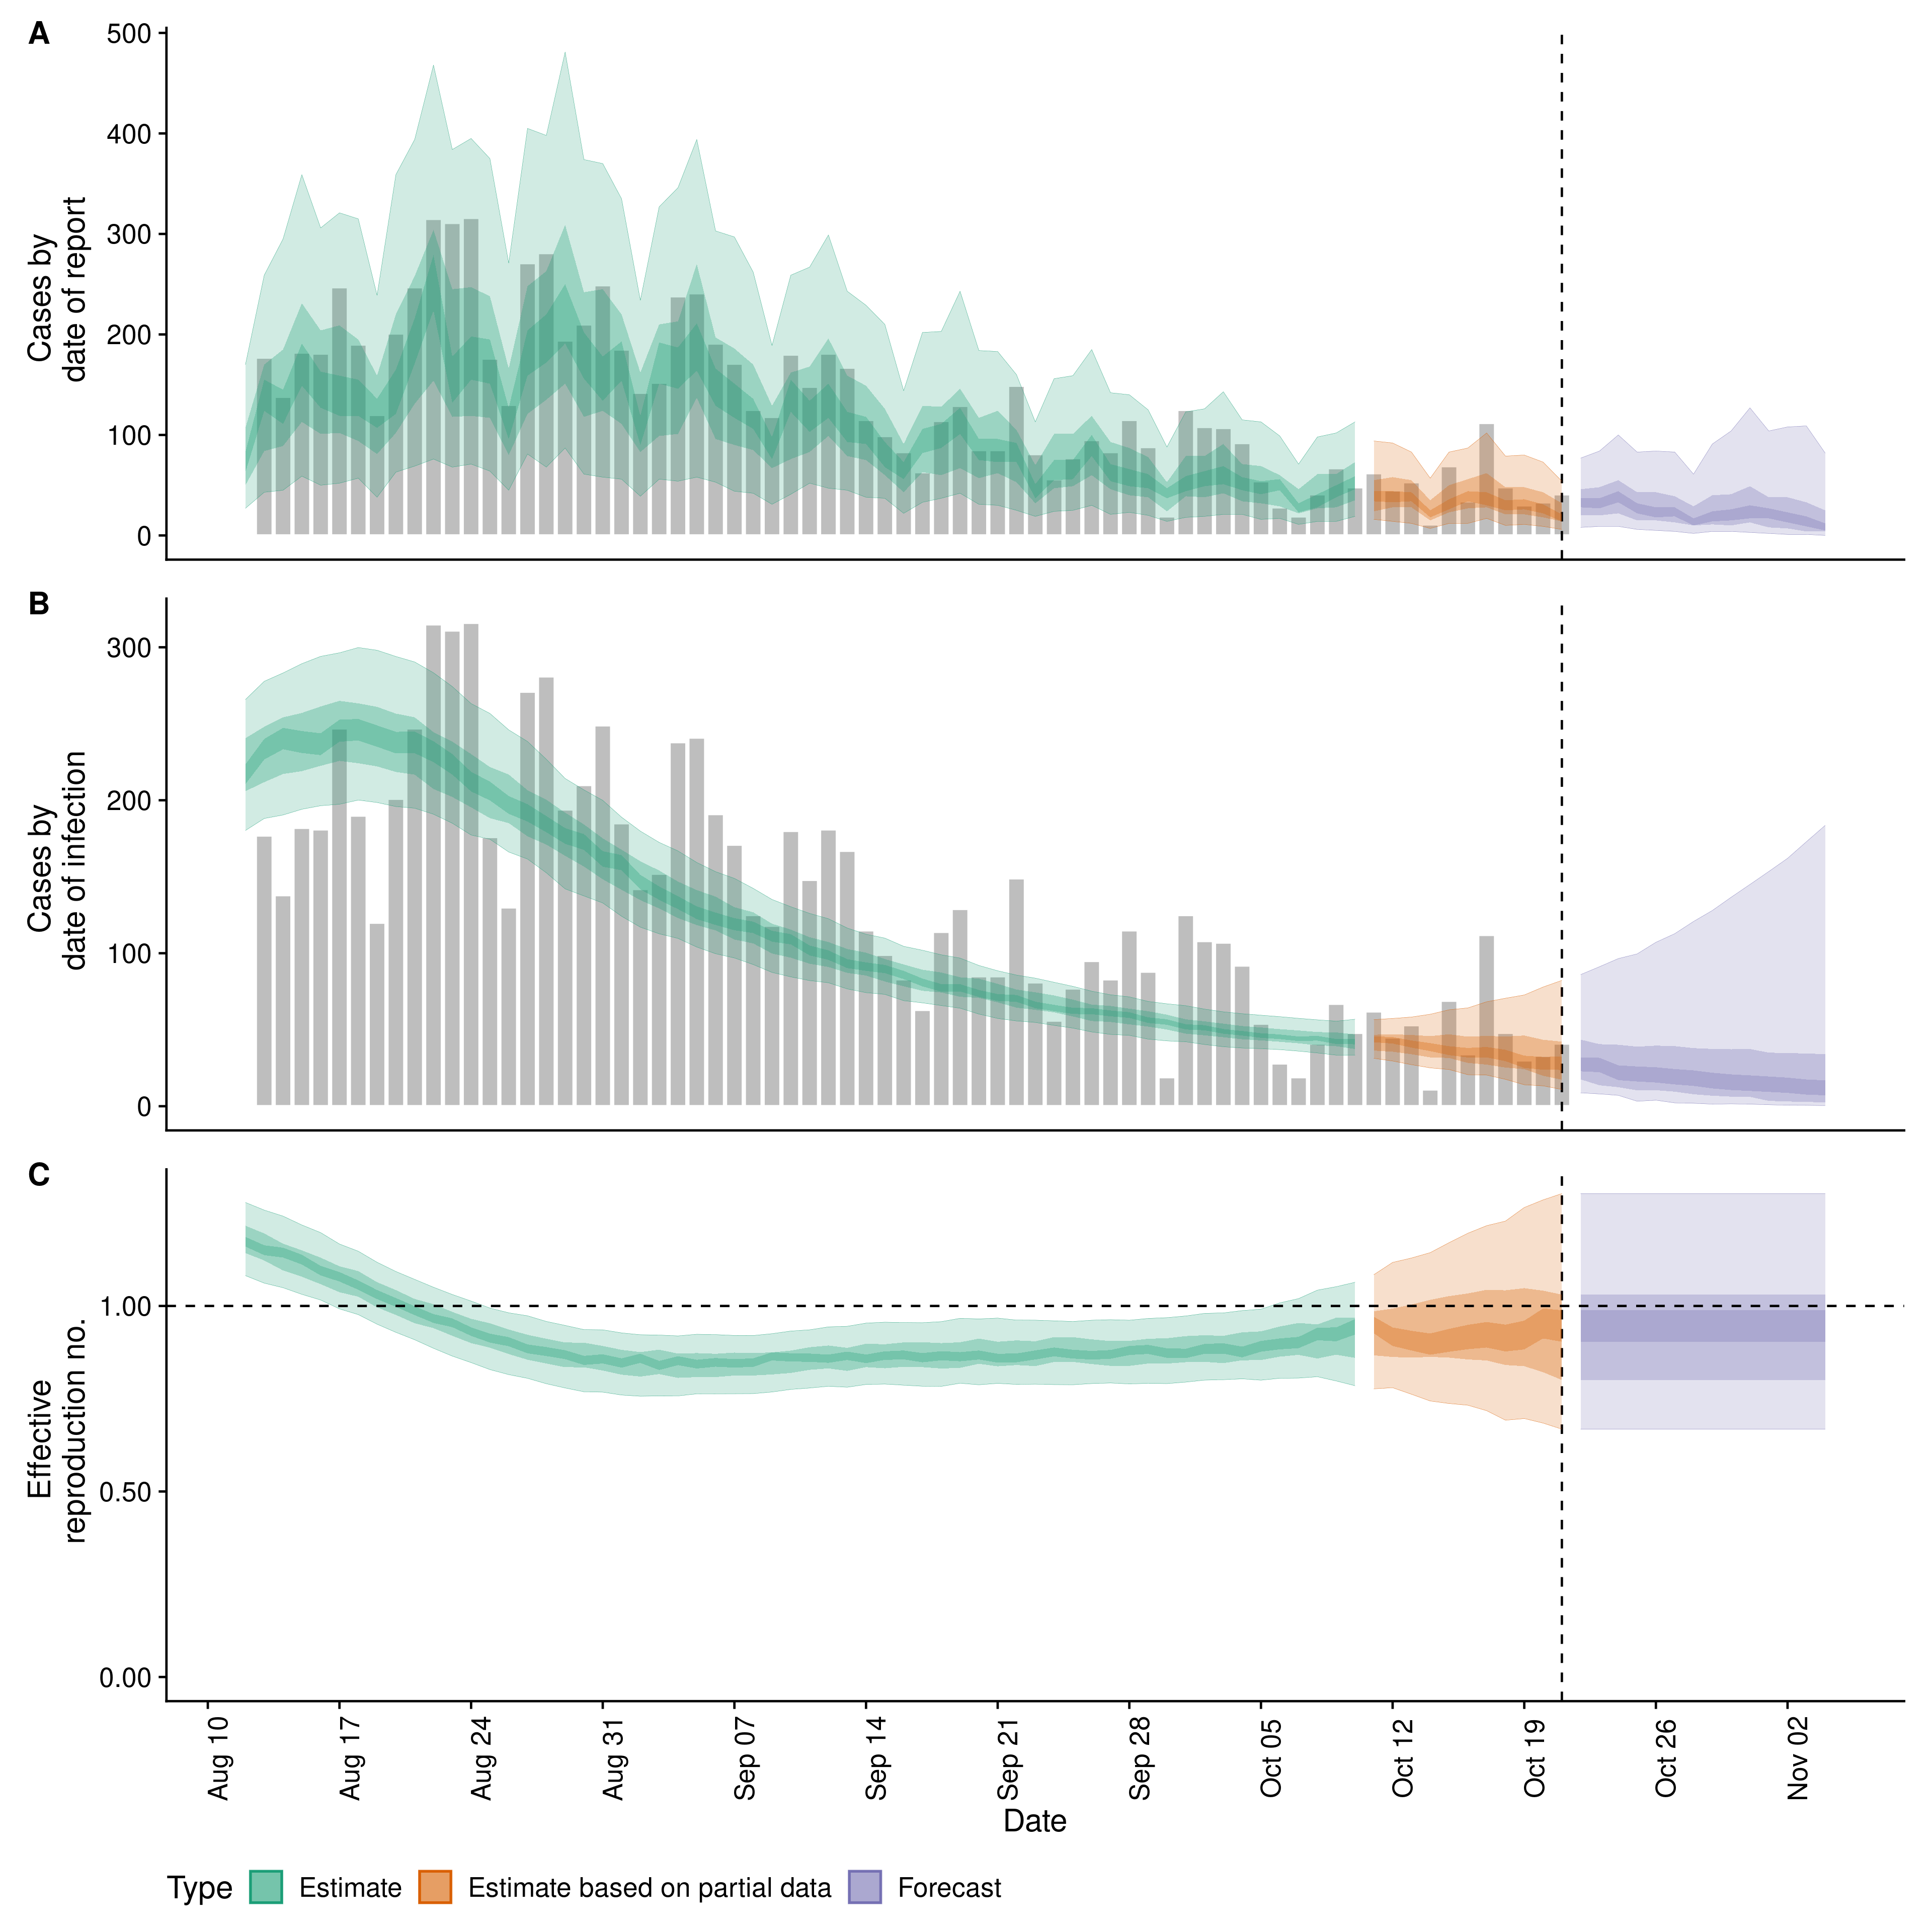 A
500
400
300
200
100
0
Cases by
date of report
B
300
200
100
0
Cases by
date of infection
C
1.00
0.50
0.00
Effective
reproduction no.
Aug 10
Aug 17
Aug 24
Aug 31
Sep 07
Sep 14
Sep 21
Sep 28
Oct 05
Oct 12
Oct 19
Oct 26
Nov 02
Date
Type Estimate Estimate based on partial data Forecast